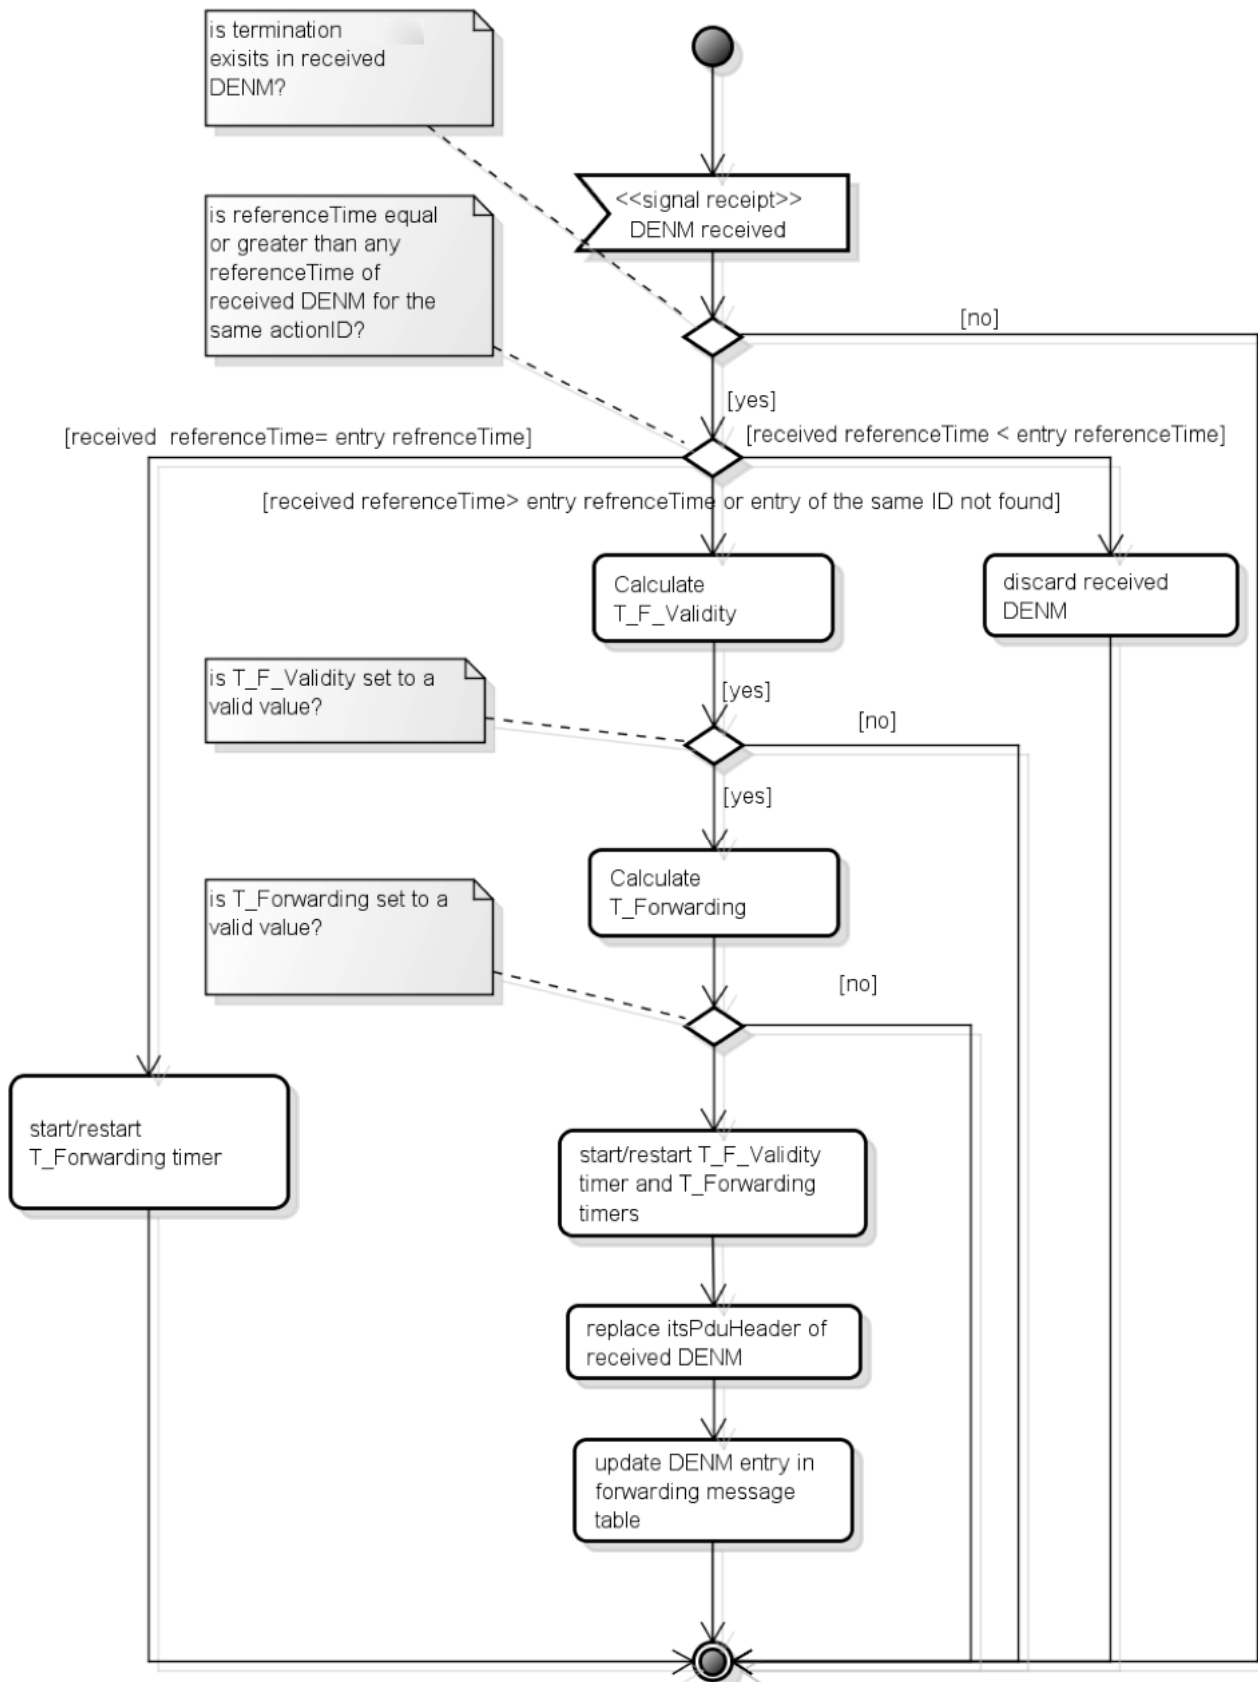 is termination
exisits in received
DENM?
<<signal receipt>>
DENM received
is referenceTime equal
or greater than any
referenceTime of
received DENM for the
same actionID?
[no]
[yes]
[received  referenceTime= entry refrenceTime]
[received referenceTime < entry referenceTime]
[received referenceTime> entry refrenceTime or entry of the same ID not found]
Calculate
T_F_Validity
discard received
DENM
is T_F_Validity set to a
valid value?
[yes]
[no]
[yes]
Calculate
T_Forwarding
is T_Forwarding set to a
valid value?
[no]
start/restart
T_Forwarding timer
start/restart T_F_Validity
timer and T_Forwarding
timers
replace itsPduHeader of
received DENM
update DENM entry in
forwarding message
table